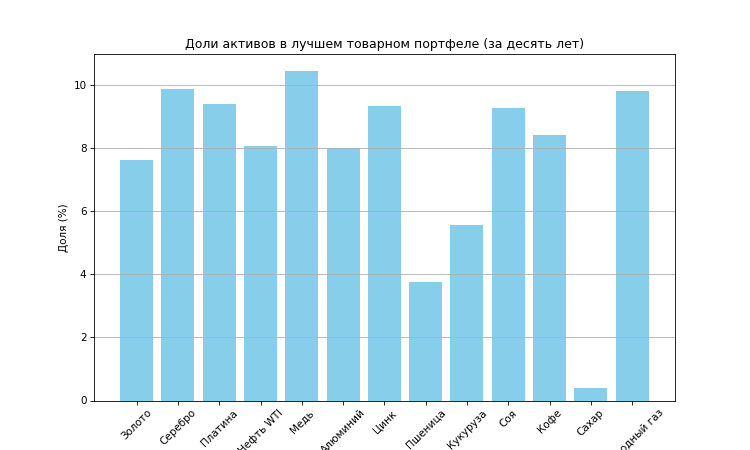 Доли активов в лучшем товарном портфеле (за десять лет)
Доля (%)
10
8
6
4
2
0
Золото
Серебро
Платина
Нефть WTI
Медь
Алюминий
Цинк
Пшеница
Кукуруза
Соя
Кофе
Сахар
одный газ